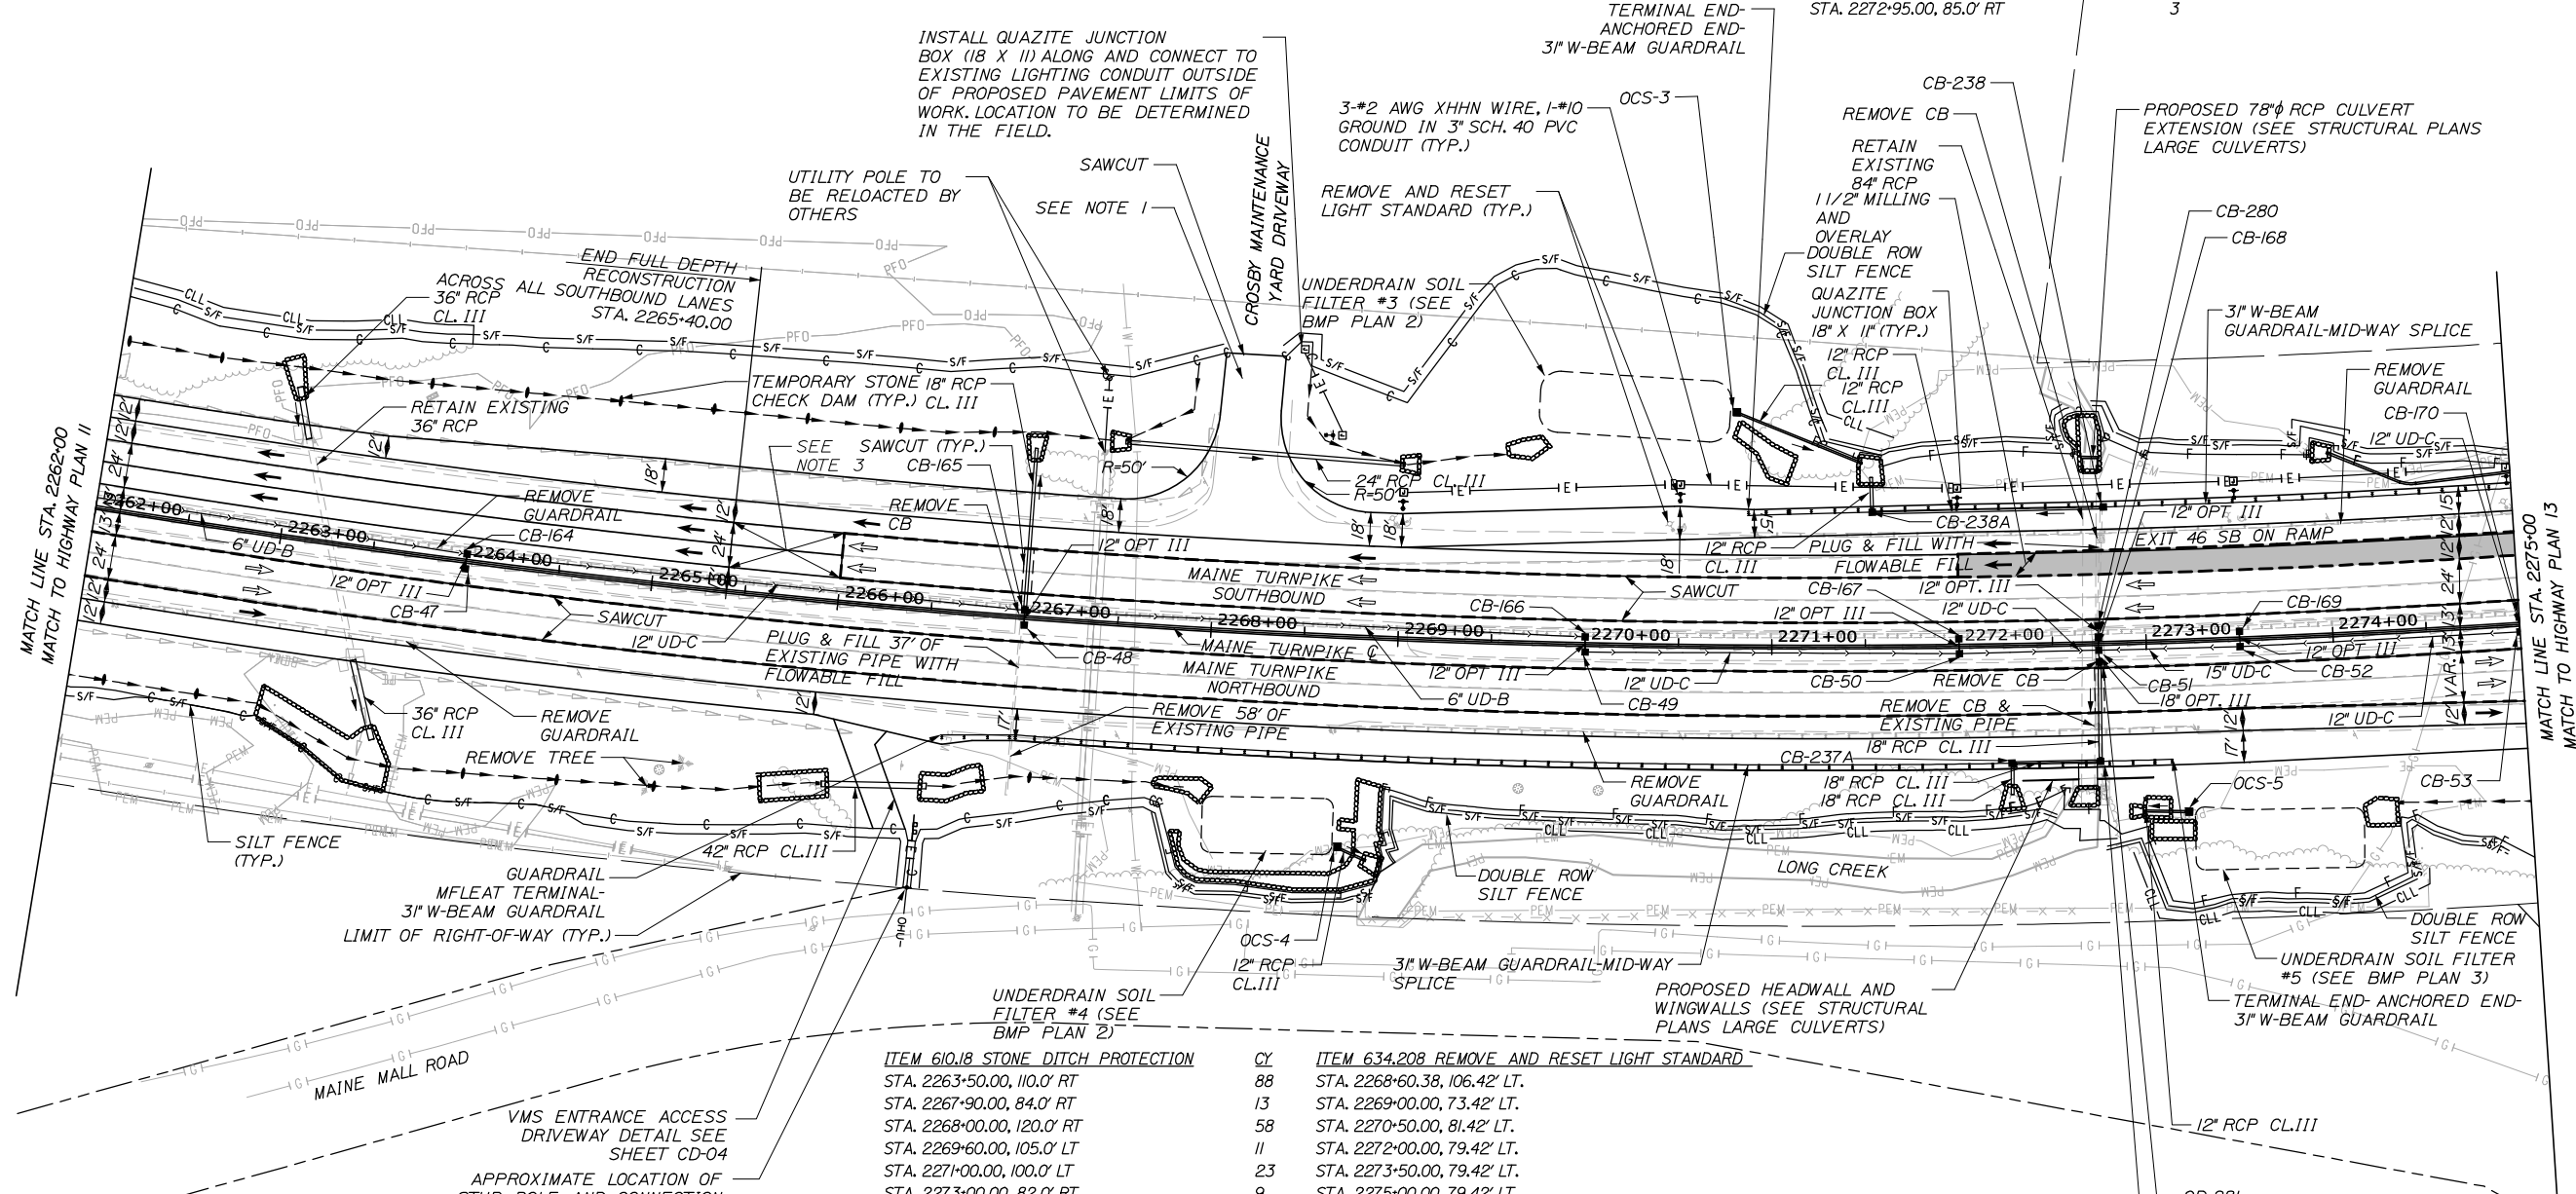 TERMINAL END-
ANCHORED END-
31" W-BEAM GUARDRAIL
STA. 2272+95.00, 85.0' RT
3
INSTALL QUAZITE JUNCTION
BOX (18 X 11) ALONG AND CONNECT TO
EXISTING LIGHTING CONDUIT OUTSIDE
OF PROPOSED PAVEMENT LIMITS OF
WORK. LOCATION TO BE DETERMINED
IN THE FIELD.
3-#2 AWG XHHN WIRE, 1-#10
GROUND IN 3" SCH. 40 PVC
CONDUIT (TYP.)
OCS-3
CB-238
REMOVE CB
RETAIN
EXISTING
84" RCP
1 1/2" MILLING
AND
OVERLAY
PROPOSED 78"ϕ RCP CULVERT
EXTENSION (SEE STRUCTURAL PLANS
LARGE CULVERTS)
UTILITY POLE TO
BE RELOACTED BY
OTHERS
SAWCUT
SEE NOTE 1
CROSBY MAINTENANCE
YARD DRIVEWAY
REMOVE AND RESET
LIGHT STANDARD (TYP.)
CB-280
CB-168
END FULL DEPTH
RECONSTRUCTION
ACROSS ALL SOUTHBOUND LANES
STA. 2265+40.00
36" RCP
CL. III
UNDERDRAIN SOIL
FILTER #3 (SEE
BMP PLAN 2)
DOUBLE ROW
SILT FENCE
QUAZITE
JUNCTION BOX
18" X 11" (TYP.)
12" RCP
CL. III
12" RCP
CL.III
31" W-BEAM
GUARDRAIL-MID-WAY SPLICE
REMOVE
GUARDRAIL
CB-170
12" UD-C
TEMPORARY STONE
CHECK DAM (TYP.)
18" RCP
CL. III
RETAIN EXISTING
36" RCP
SEE
NOTE 3
SAWCUT (TYP.)
CB-165
R=50'
24" RCP CL. III
R=50'
MATCH LINE STA. 2262+00
MATCH TO HIGHWAY PLAN 11
REMOVE
GUARDRAIL
CB-164
REMOVE
CB
12" OPT III
CB-238A
12" OPT III
12" RCP
CL. III
PLUG & FILL WITH
FLOWABLE FILL
EXIT 46 SB ON RAMP
MATCH LINE STA. 2275+00
MATCH TO HIGHWAY PLAN 13
2262+00
2263+00
2264+00
2265+00
2266+00
2267+00
2268+00
2269+00
2270+00
2271+00
2272+00
2273+00
2274+00
6" UD-B
12" OPT III
CB-47
MAINE TURNPIKE
SOUTHBOUND
SAWCUT
CB-166
CB-167
12" OPT III
12" OPT. III
12" UD-C
CB-169
SAWCUT
12" UD-C
PLUG & FILL 37' OF
EXISTING PIPE WITH
FLOWABLE FILL
CB-48
MAINE TURNPIKE ℄
MAINE TURNPIKE
NORTHBOUND
12" OPT III
6" UD-B
CB-49
12" UD-C
CB-50
REMOVE CB
CB-51
18" OPT. III
15" UD-C
12" OPT III
CB-52
12" UD-C
36" RCP
CL. III
REMOVE
GUARDRAIL
REMOVE TREE
REMOVE 58' OF
EXISTING PIPE
REMOVE CB &
EXISTING PIPE
18" RCP CL. III
CB-237A
18" RCP CL. III
18" RCP CL. III
REMOVE
GUARDRAIL
OCS-5
CB-53
SILT FENCE
(TYP.)
42" RCP CL.III
GUARDRAIL
MFLEAT TERMINAL-
31" W-BEAM GUARDRAIL
LIMIT OF RIGHT-OF-WAY (TYP.)
OHU
DOUBLE ROW
SILT FENCE
LONG CREEK
OCS-4
12" RCP
CL.III
31" W-BEAM GUARDRAIL-MID-WAY
SPLICE
DOUBLE ROW
SILT FENCE
UNDERDRAIN SOIL FILTER
#5 (SEE BMP PLAN 3)
TERMINAL END- ANCHORED END-
31" W-BEAM GUARDRAIL
UNDERDRAIN SOIL
FILTER #4 (SEE
BMP PLAN 2)
PROPOSED HEADWALL AND
WINGWALLS (SEE STRUCTURAL
PLANS LARGE CULVERTS)
MAINE MALL ROAD
VMS ENTRANCE ACCESS
DRIVEWAY DETAIL SEE
SHEET CD-04
APPROXIMATE LOCATION OF
12" RCP CL.III
ITEM 610.18 STONE DITCH PROTECTION CY
STA. 2263+50.00, 110.0' RT 88
STA. 2267+90.00, 84.0' RT 13
STA. 2268+00.00, 120.0' RT 58
STA. 2269+60.00, 105.0' LT 11
STA. 2271+00.00, 100.0' LT 23
STA. 2273+00.00, 82.0' RT 9
ITEM 634.208 REMOVE AND RESET LIGHT STANDARD
STA. 2268+60.38, 106.42' LT.
STA. 2269+00.00, 73.42' LT.
STA. 2270+50.00, 81.42' LT.
STA. 2272+00.00, 79.42' LT.
STA. 2273+50.00, 79.42' LT.
STA. 2275+00.00, 79.42' LT.